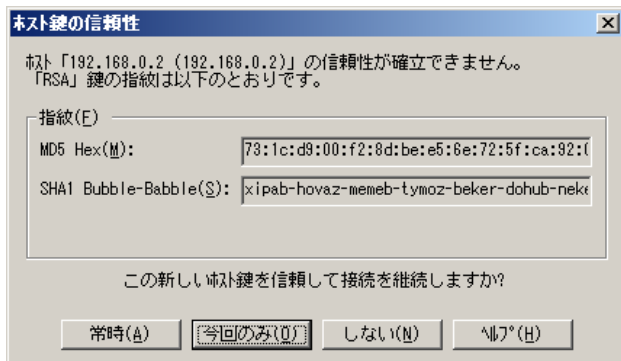 ﾎｽﾄ鍵の信頼性
ﾎｽﾄ「192.168.0.2 (192.168.0.2)」の信頼性が確立できません。
「RSA」鍵の指紋は以下のとおりです。
指紋(F)
MD5 Hex(M): 73:1c:d9:00:f2:8d:be:e5:6e:72:5f:ca:92:
SHA1 Bubble-Babble(S): xipab-hovaz-memeb-tymoz-beker-dohub-neke
この新しいﾎｽﾄ鍵を信頼して接続を継続しますか?
常時(A) 今回のみ(O) しない(N) ﾍﾙﾌﾟ(H)